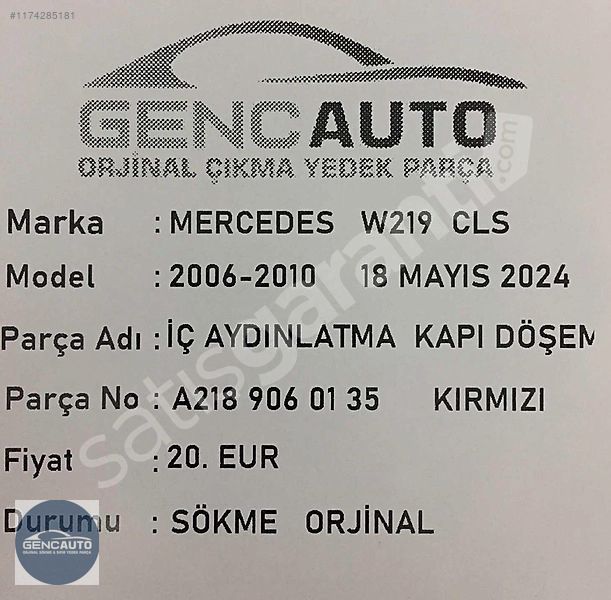 #1174285181
GENCAUTO
ORJİNAL ÇIKMA YEDEK PARÇA
satisgaranti.com
Marka : MERCEDES W219 CLS
Model : 2006-2010 18 MAYIS 2024
Parça Adı : İÇ AYDINLATMA KAPI DÖŞEM
Parça No : A218 906 01 35 KIRMIZI
Fiyat : 20. EUR
Durumu : SÖKME ORJİNAL
GENCAUTO